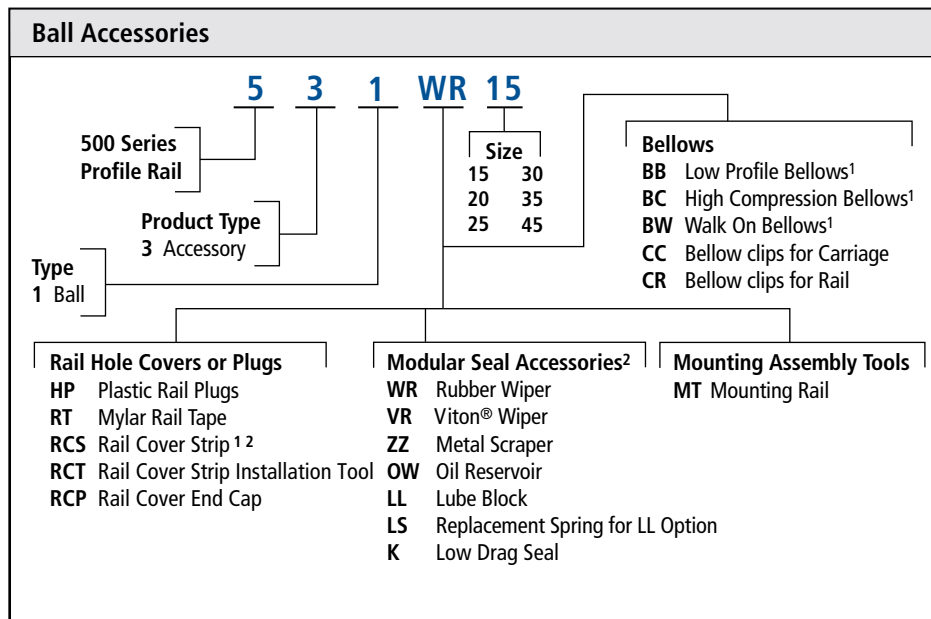 Ball Accessories
5 3 1 WR 15
500 Series
Profile Rail
Product Type
3 Accessory
Type
1 Ball
Size
15 30
20 35
25 45
Bellows
BB Low Profile Bellows¹
BC High Compression Bellows¹
BW Walk On Bellows¹
CC Bellow clips for Carriage
CR Bellow clips for Rail
Rail Hole Covers or Plugs
HP Plastic Rail Plugs
RT Mylar Rail Tape
RCS Rail Cover Strip ¹ ²
RCT Rail Cover Strip Installation Tool
RCP Rail Cover End Cap
Modular Seal Accessories²
WR Rubber Wiper
VR Viton® Wiper
ZZ Metal Scraper
OW Oil Reservoir
LL Lube Block
LS Replacement Spring for LL Option
K Low Drag Seal
Mounting Assembly Tools
MT Mounting Rail